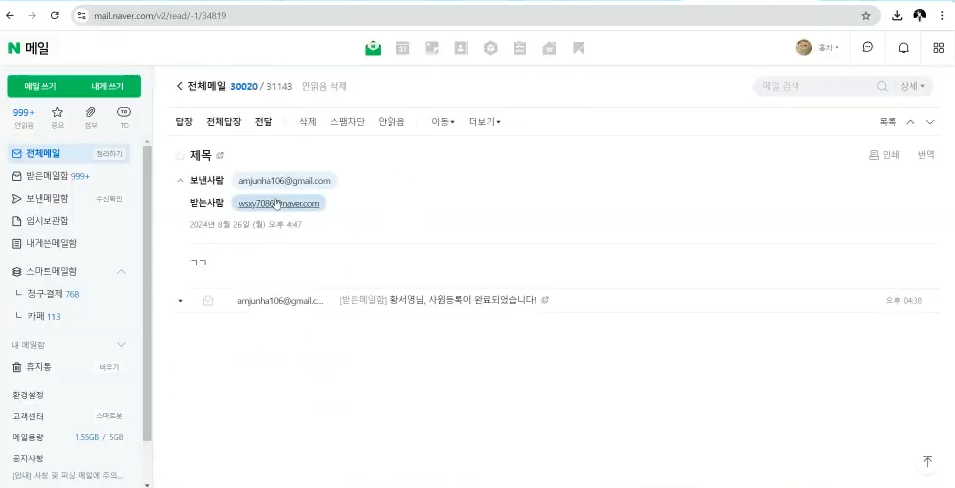 mail.naver.com/v2/read/-1/34819
N 메일
31
홍차
메일 쓰기 내게 쓰기
전체메일 30020 / 31143 안읽음 삭제
메일 검색 상세
999+
안읽음 중요 첨부 TO
답장 전체답장 전달 삭제 스팸차단 안읽음 이동 더보기 목록
전체메일 정리하기
제목 인쇄 번역
받은메일함 999+
보낸사람 amjunha106@gmail.com
보낸메일함 수신확인
받는사람 wsxy7086@naver.com
임시보관함
2024년 8월 26일 (월) 오후 4:47
내게쓴메일함
ㄱㄱ
스마트메일함
청구·결제 768
amjunha106@gmail.c... [받은메일함] 황서영님, 사원등록이 완료되었습니다! 오후 04:38
카페 113
내 메일함
휴지통 비우기
환경설정
고객센터 스마트봇
메일용량 1.55GB / 5GB
공지사항
[안내] 사칭 및 피싱 메일에 주의...